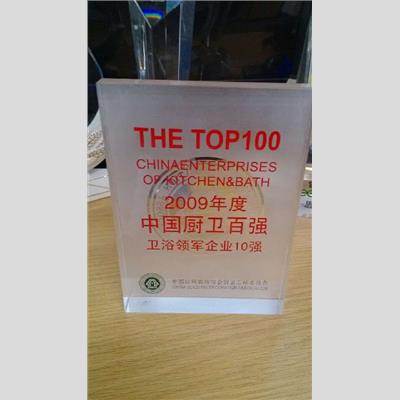 THE TOP100
CHINAENTERPRISES
OF KITCHEN&BATH
2009年度
中国厨卫百强
卫浴领军企业10强